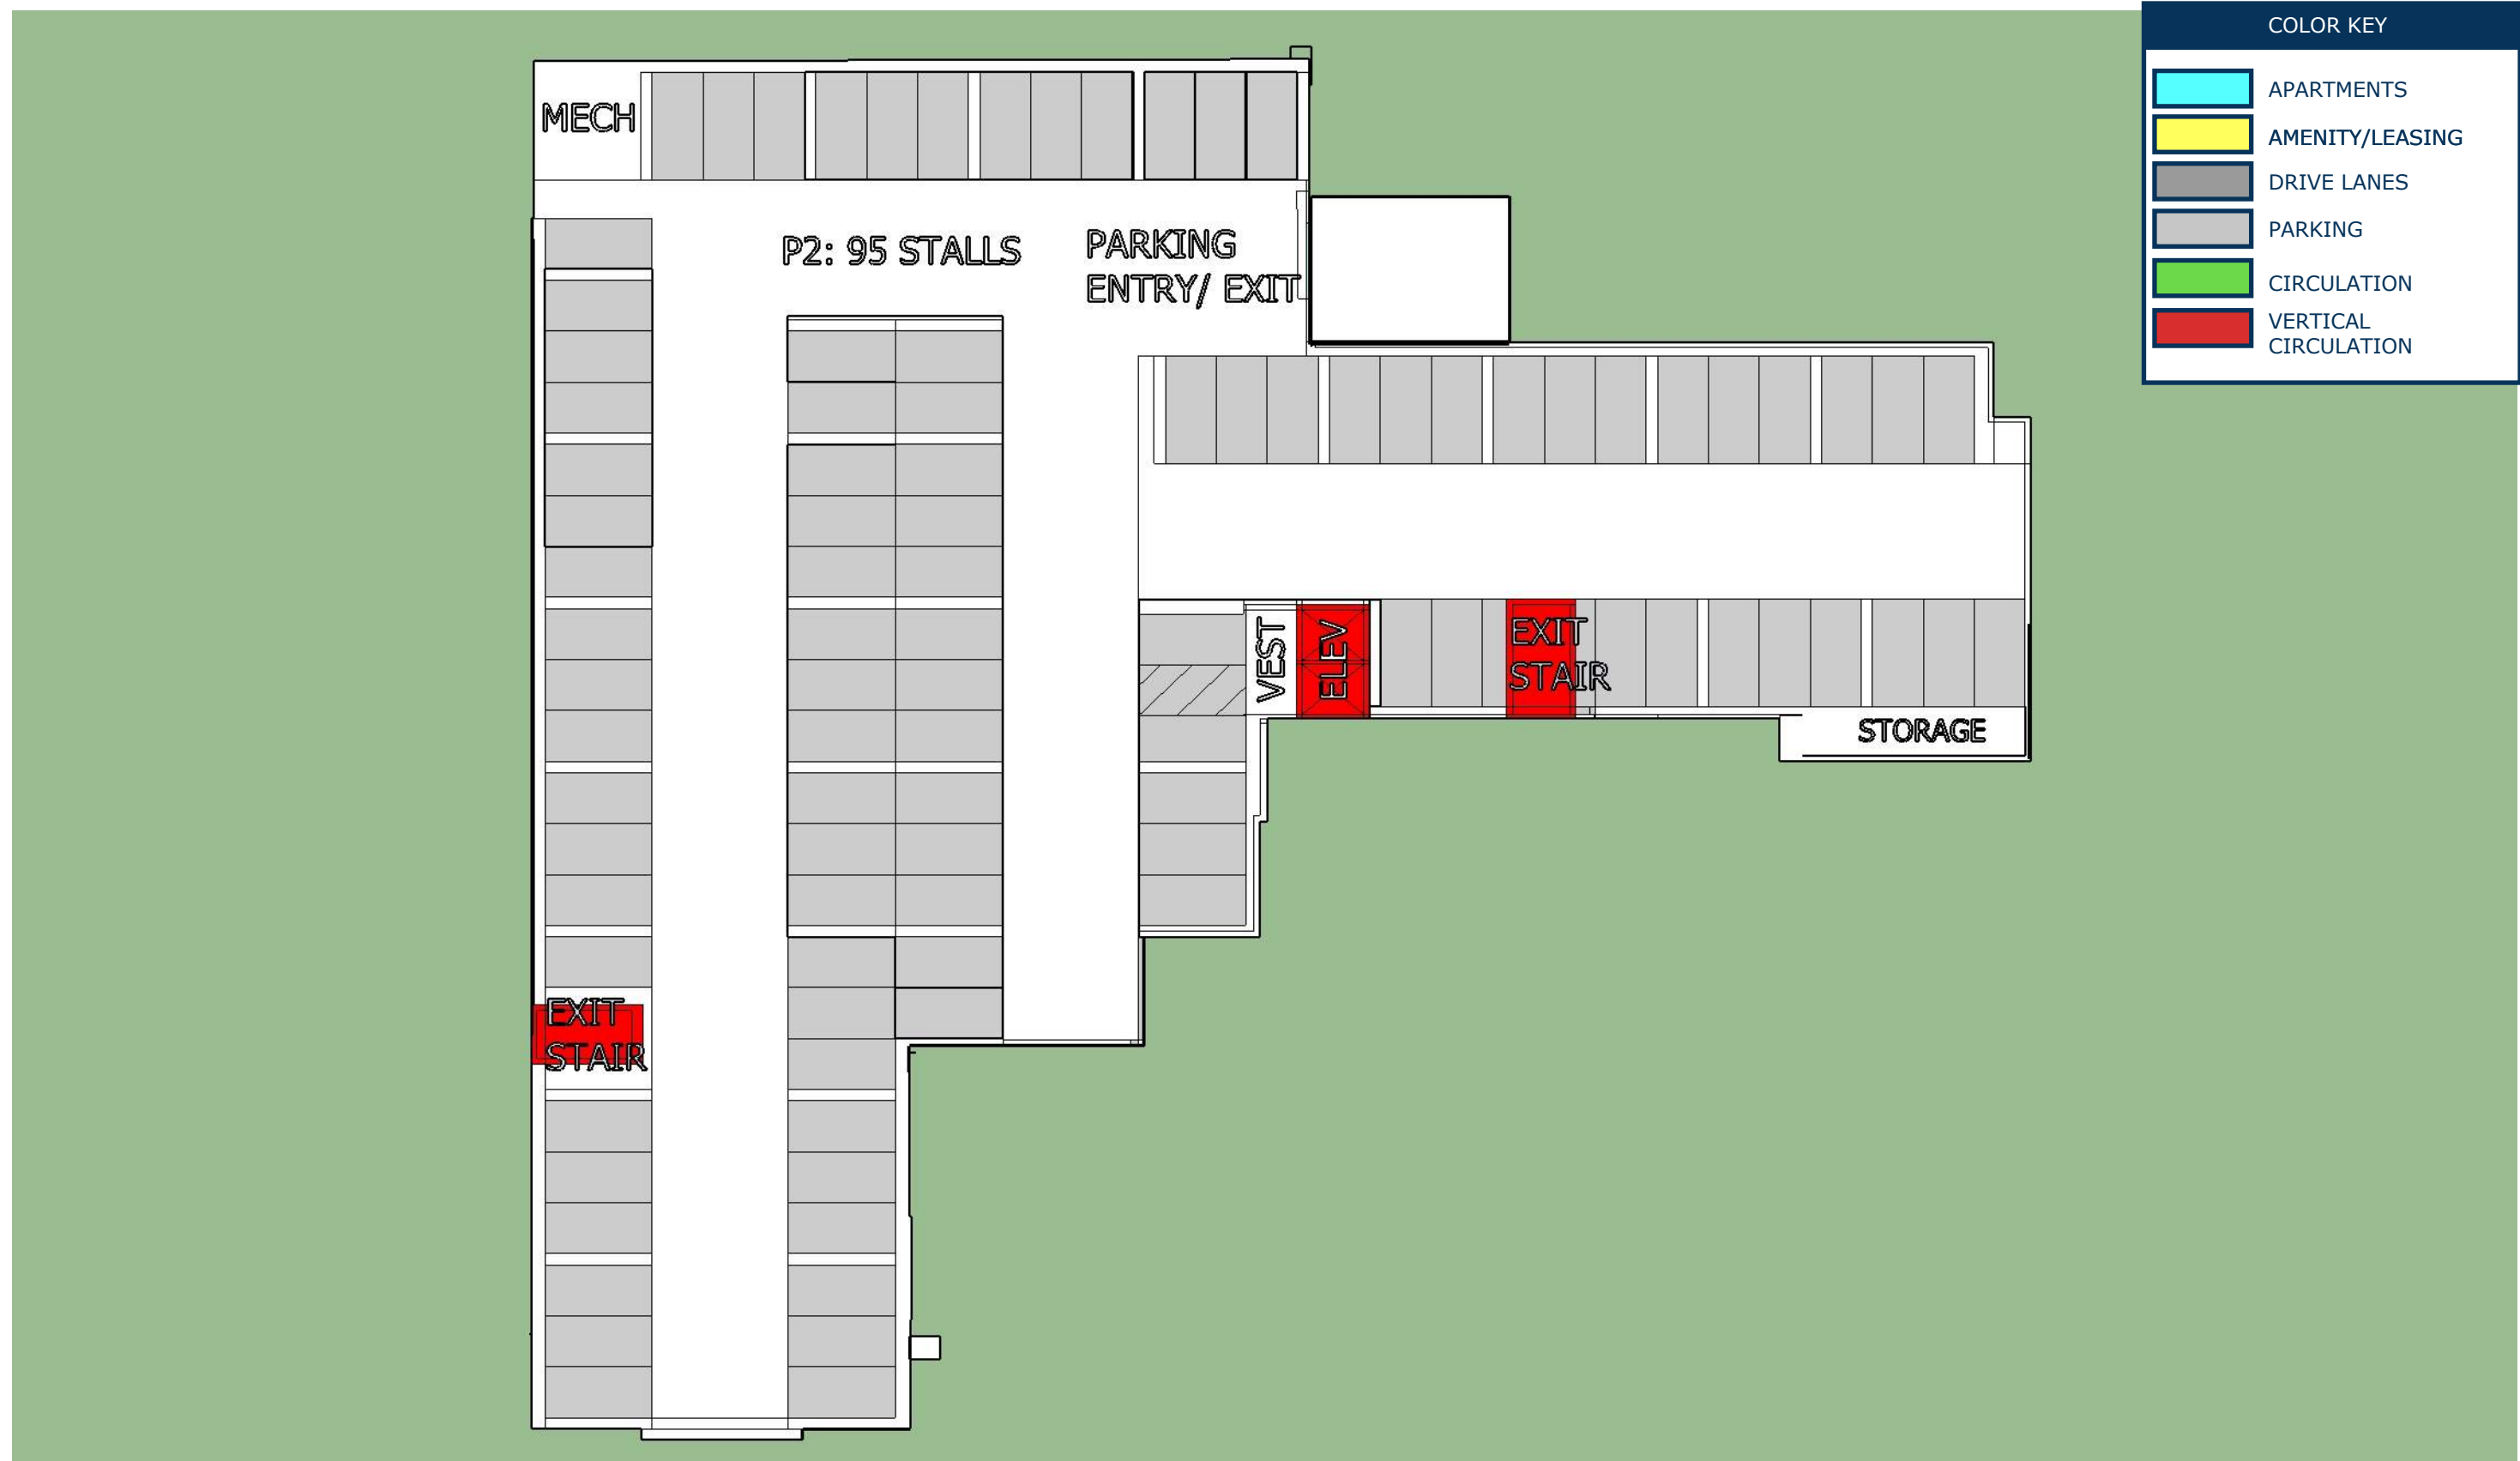 COLOR KEY
APARTMENTS
AMENITY/LEASING
DRIVE LANES
PARKING
CIRCULATION
VERTICAL
CIRCULATION
MECH
P2: 95 STALLS
PARKING
ENTRY/ EXIT
VEST
ELEV
EXIT
STAIR
STORAGE
EXIT
STAIR